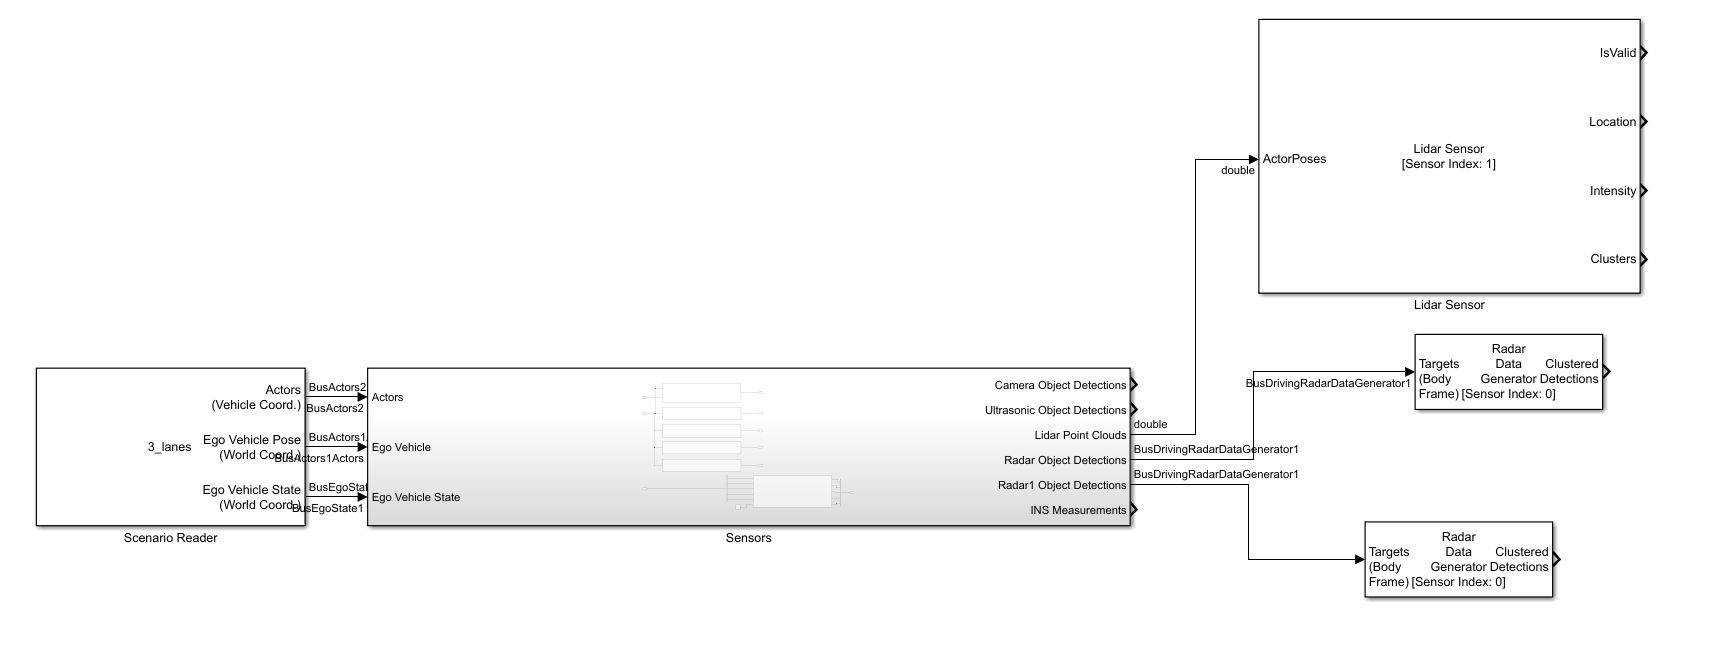 IsValid
Location
ActorPoses
Lidar Sensor
[Sensor Index: 1]
double
Intensity
Clusters
Lidar Sensor
Actors
(Vehicle Coord.)
BusActors2
BusActors2
3_lanes
Ego Vehicle Pose
(World Coord.)
BusActors1
BusActors1Actors
Ego Vehicle State
(World Coord.)
BusEgoStat
BusEgoState1
Scenario Reader
Actors
Ego Vehicle
Ego Vehicle State
Camera Object Detections
Ultrasonic Object Detections
Lidar Point Clouds
Radar Object Detections
Radar1 Object Detections
INS Measurements
Sensors
double
BusDrivingRadarDataGenerator1
BusDrivingRadarDataGenerator1
BusDrivingRadarDataGenerator1
Radar
Targets Data Clustered
(Body Generator Detections
Frame) [Sensor Index: 0]
Radar
Targets Data Clustered
(Body Generator Detections
Frame) [Sensor Index: 0]